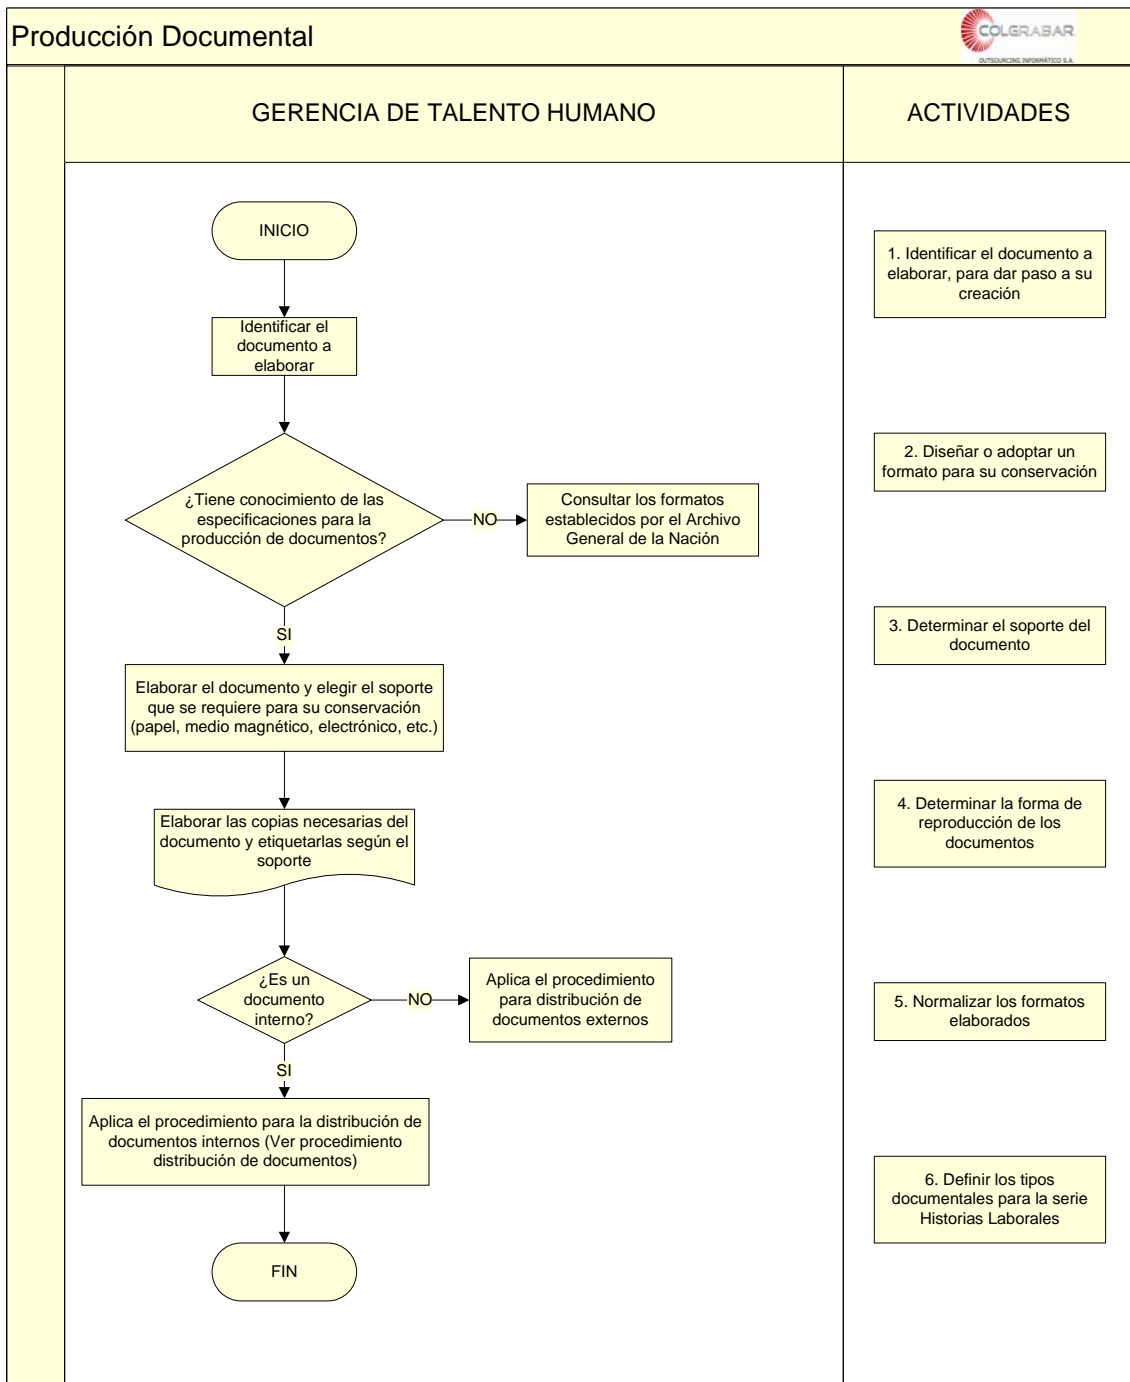 Producción Documental
COLGRABAR
OUTSOURCING INFORMÁTICO S.A.
GERENCIA DE TALENTO HUMANO
ACTIVIDADES
INICIO
Identificar el
documento a
elaborar
¿Tiene conocimiento de las
especificaciones para la
producción de documentos?
NO
Consultar los formatos
establecidos por el Archivo
General de la Nación
SI
Elaborar el documento y elegir el soporte
que se requiere para su conservación
(papel, medio magnético, electrónico, etc.)
Elaborar las copias necesarias del
documento y etiquetarlas según el
soporte
¿Es un
documento
interno?
NO
Aplica el procedimiento
para distribución de
documentos externos
SI
Aplica el procedimiento para la distribución de
documentos internos (Ver procedimiento
distribución de documentos)
FIN
1. Identificar el documento a
elaborar, para dar paso a su
creación
2. Diseñar o adoptar un
formato para su conservación
3. Determinar el soporte del
documento
4. Determinar la forma de
reproducción de los
documentos
5. Normalizar los formatos
elaborados
6. Definir los tipos
documentales para la serie
Historias Laborales